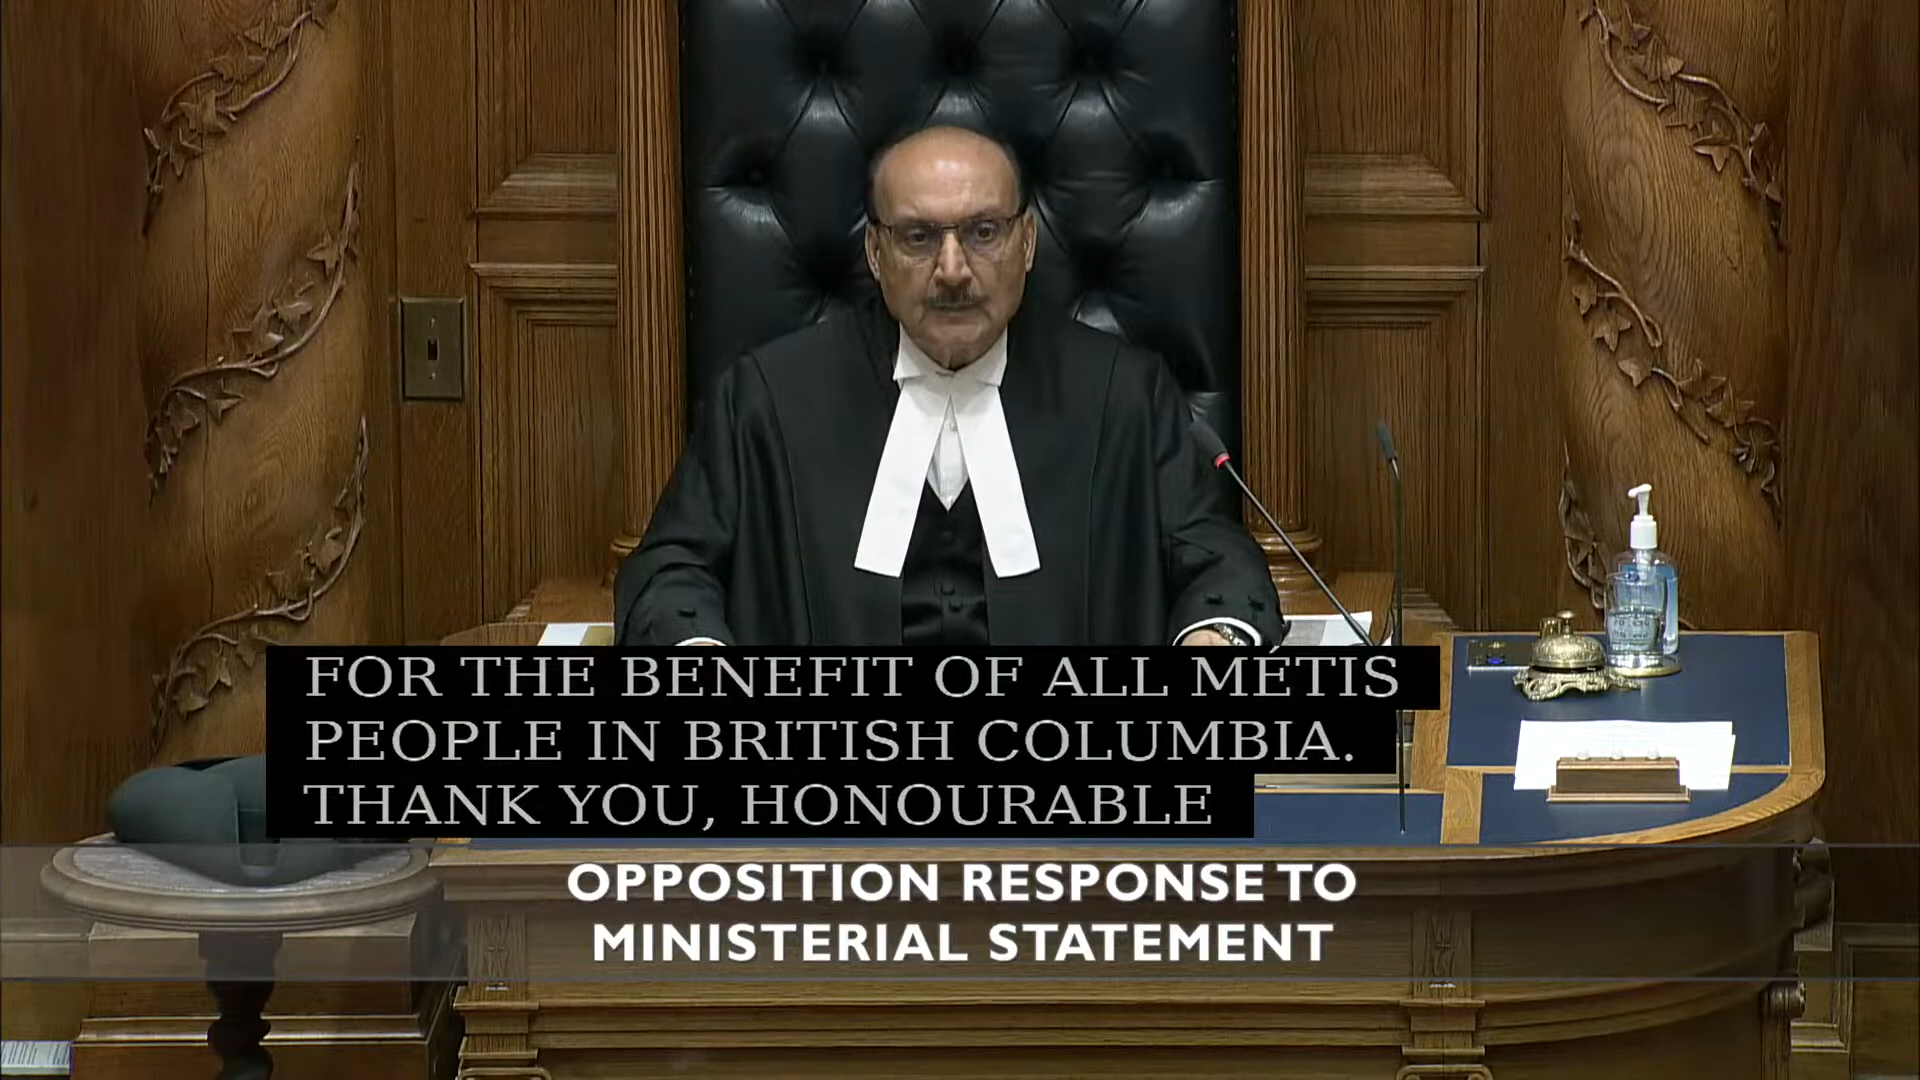 FOR THE BENEFIT OF ALL MÉTIS
PEOPLE IN BRITISH COLUMBIA.
THANK YOU, HONOURABLE
OPPOSITION RESPONSE TO
MINISTERIAL STATEMENT